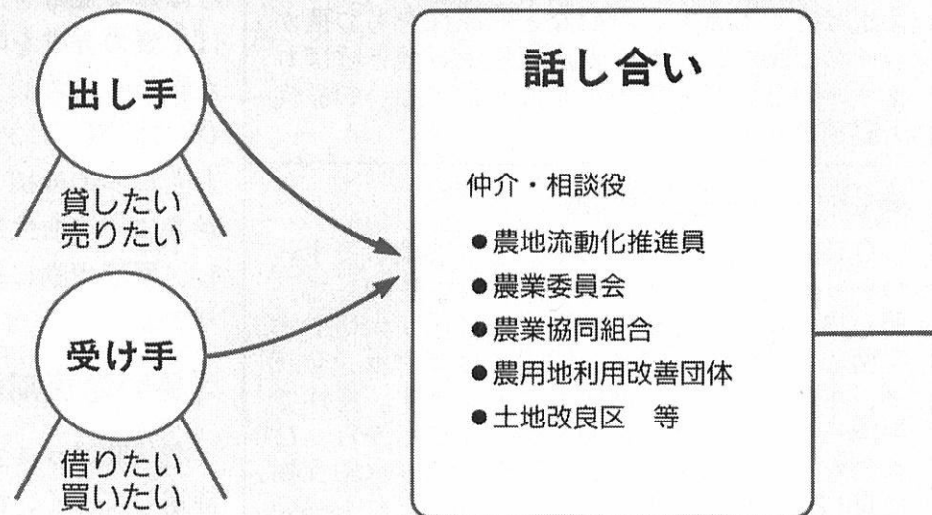 出し手
貸したい
売りたい
受け手
借りたい
買いたい
話し合い
仲介・相談役
●農地流動化推進員
●農業委員会
●農業協同組合
●農用地利用改善団体
●土地改良区　等